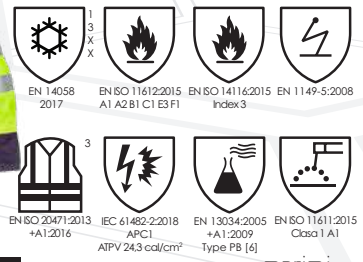 1
3
X
X
EN 14058
2017
EN ISO 11612:2015
A1 A2 B1 C1 E3 F1
EN ISO 14116:2015
Index 3
EN 1149-5:2008
3
EN ISO 20471:2013
+A1:2016
IEC 61482-2:2018
APC1
ATPV 24,3 cal/cm²
EN 13034:2005
+A1:2009
Type PB [6]
EN ISO 11611:2015
Clasa 1 A1